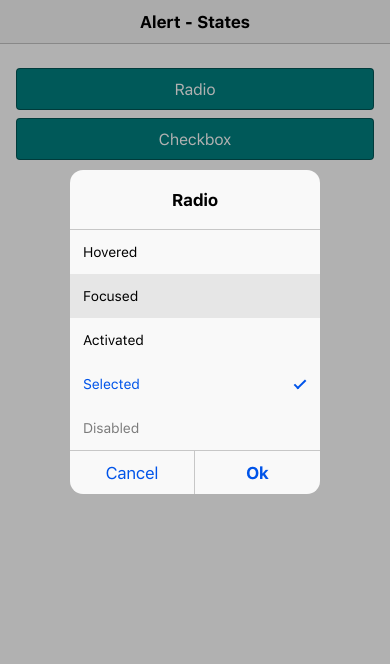 Alert - States
Radio
Checkbox
Radio
Hovered
Focused
Activated
Selected
Disabled
Cancel
Ok